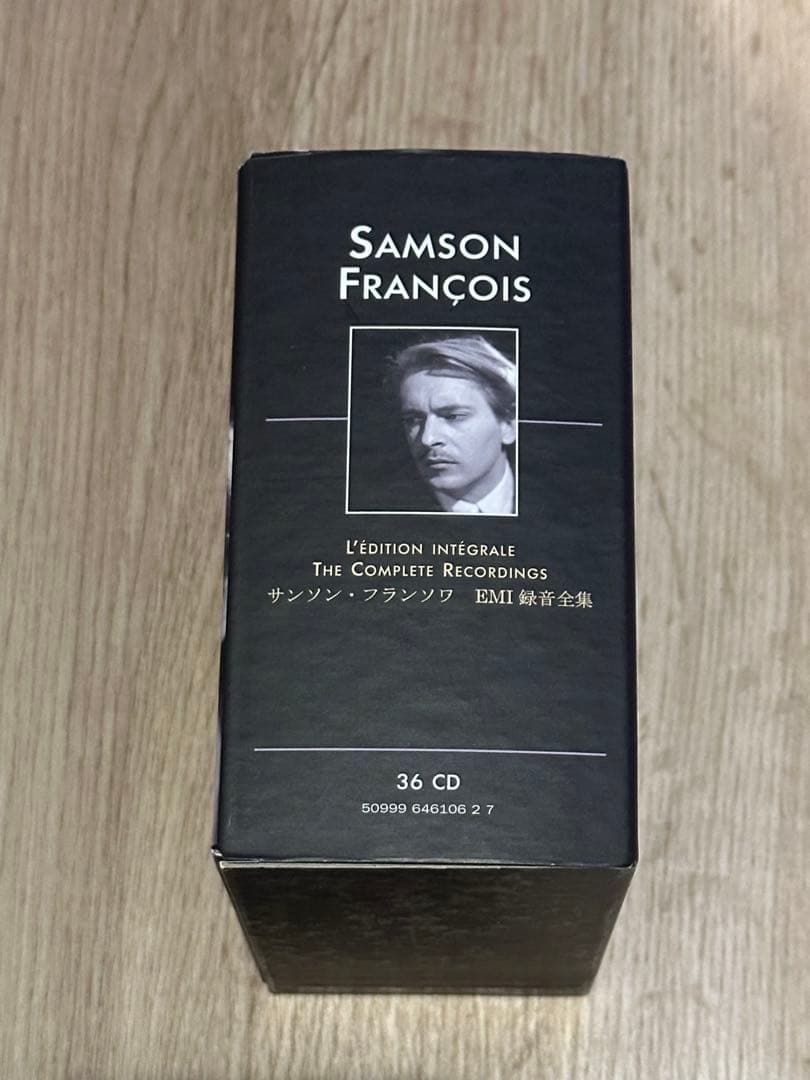 SAMSON
FRANÇOIS
L'ÉDITION INTÉGRALE
THE COMPLETE RECORDINGS
サンソン・フランソワ EMI 録音全集
36 CD
50999 646106 2 7